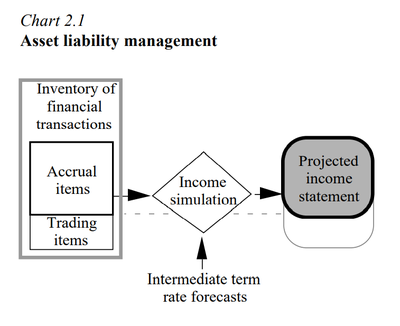 Chart 2.1
Asset liability management
Inventory of
financial
transactions
Accrual
items
Trading
items
Income
simulation
Projected
income
statement
Intermediate term
rate forecasts